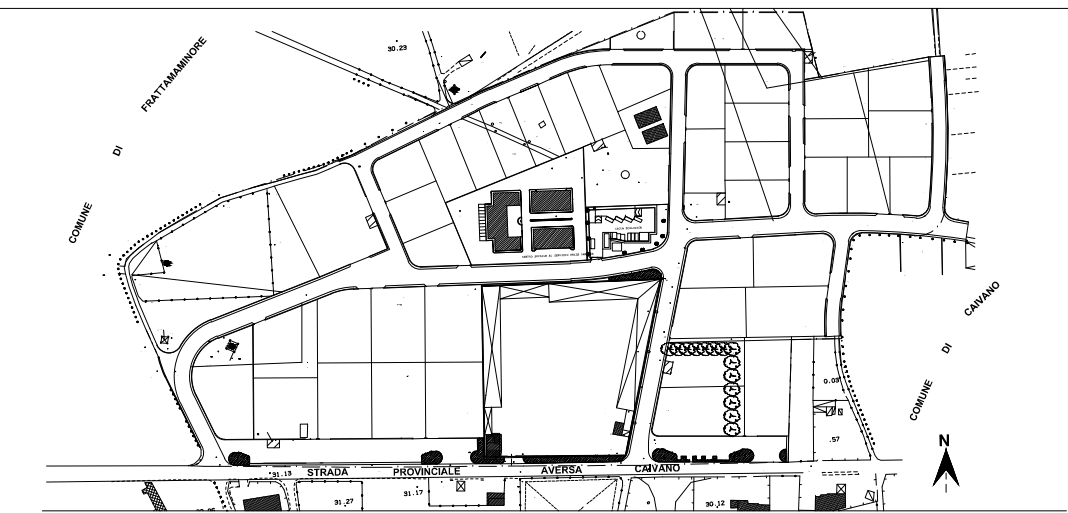 30.23
COMUNE DI FRATTAMAMINORE
COMUNE DI CAIVANO
0.03
.57
N
STRADA PROVINCIALE AVERSA CAIVANO
31.13
31.27
31.17
30.12